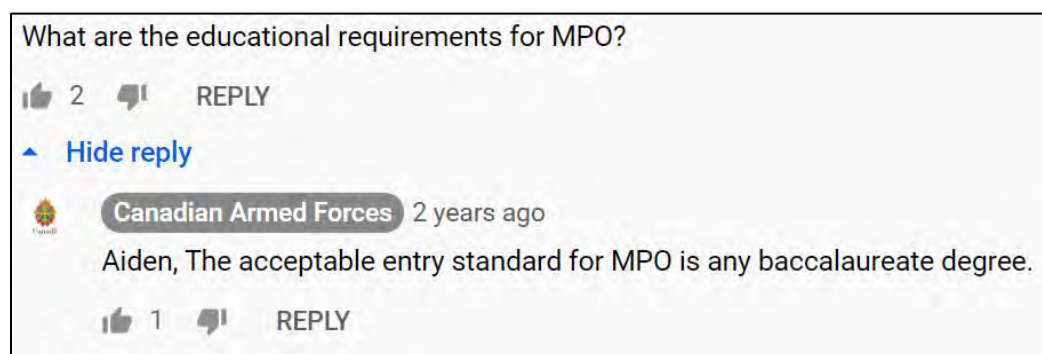 What are the educational requirements for MPO?
2 REPLY
Hide reply
Canadian Armed Forces 2 years ago
Aiden, The acceptable entry standard for MPO is any baccalaureate degree.
1 REPLY